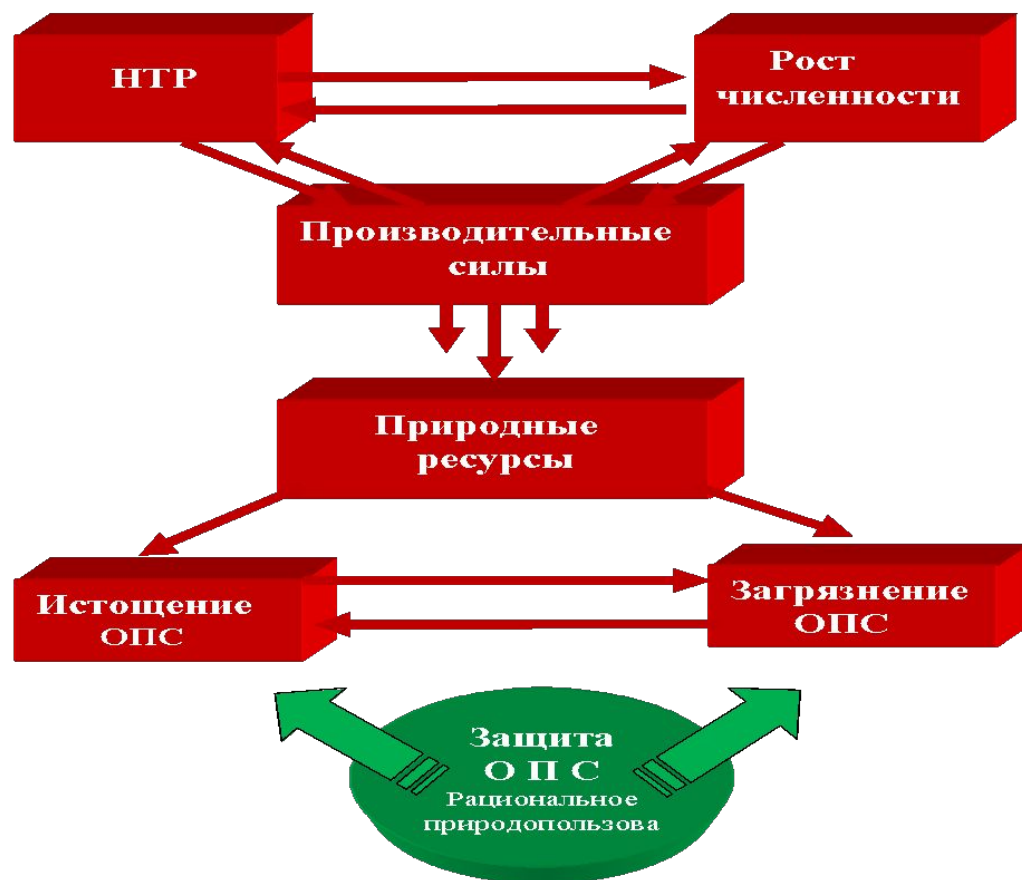 НТР
Рост
численности
Производительные
силы
Природные
ресурсы
Истощение
ОПС
Загрязнение
ОПС
Защита
О П С
Рациональное
природопользова